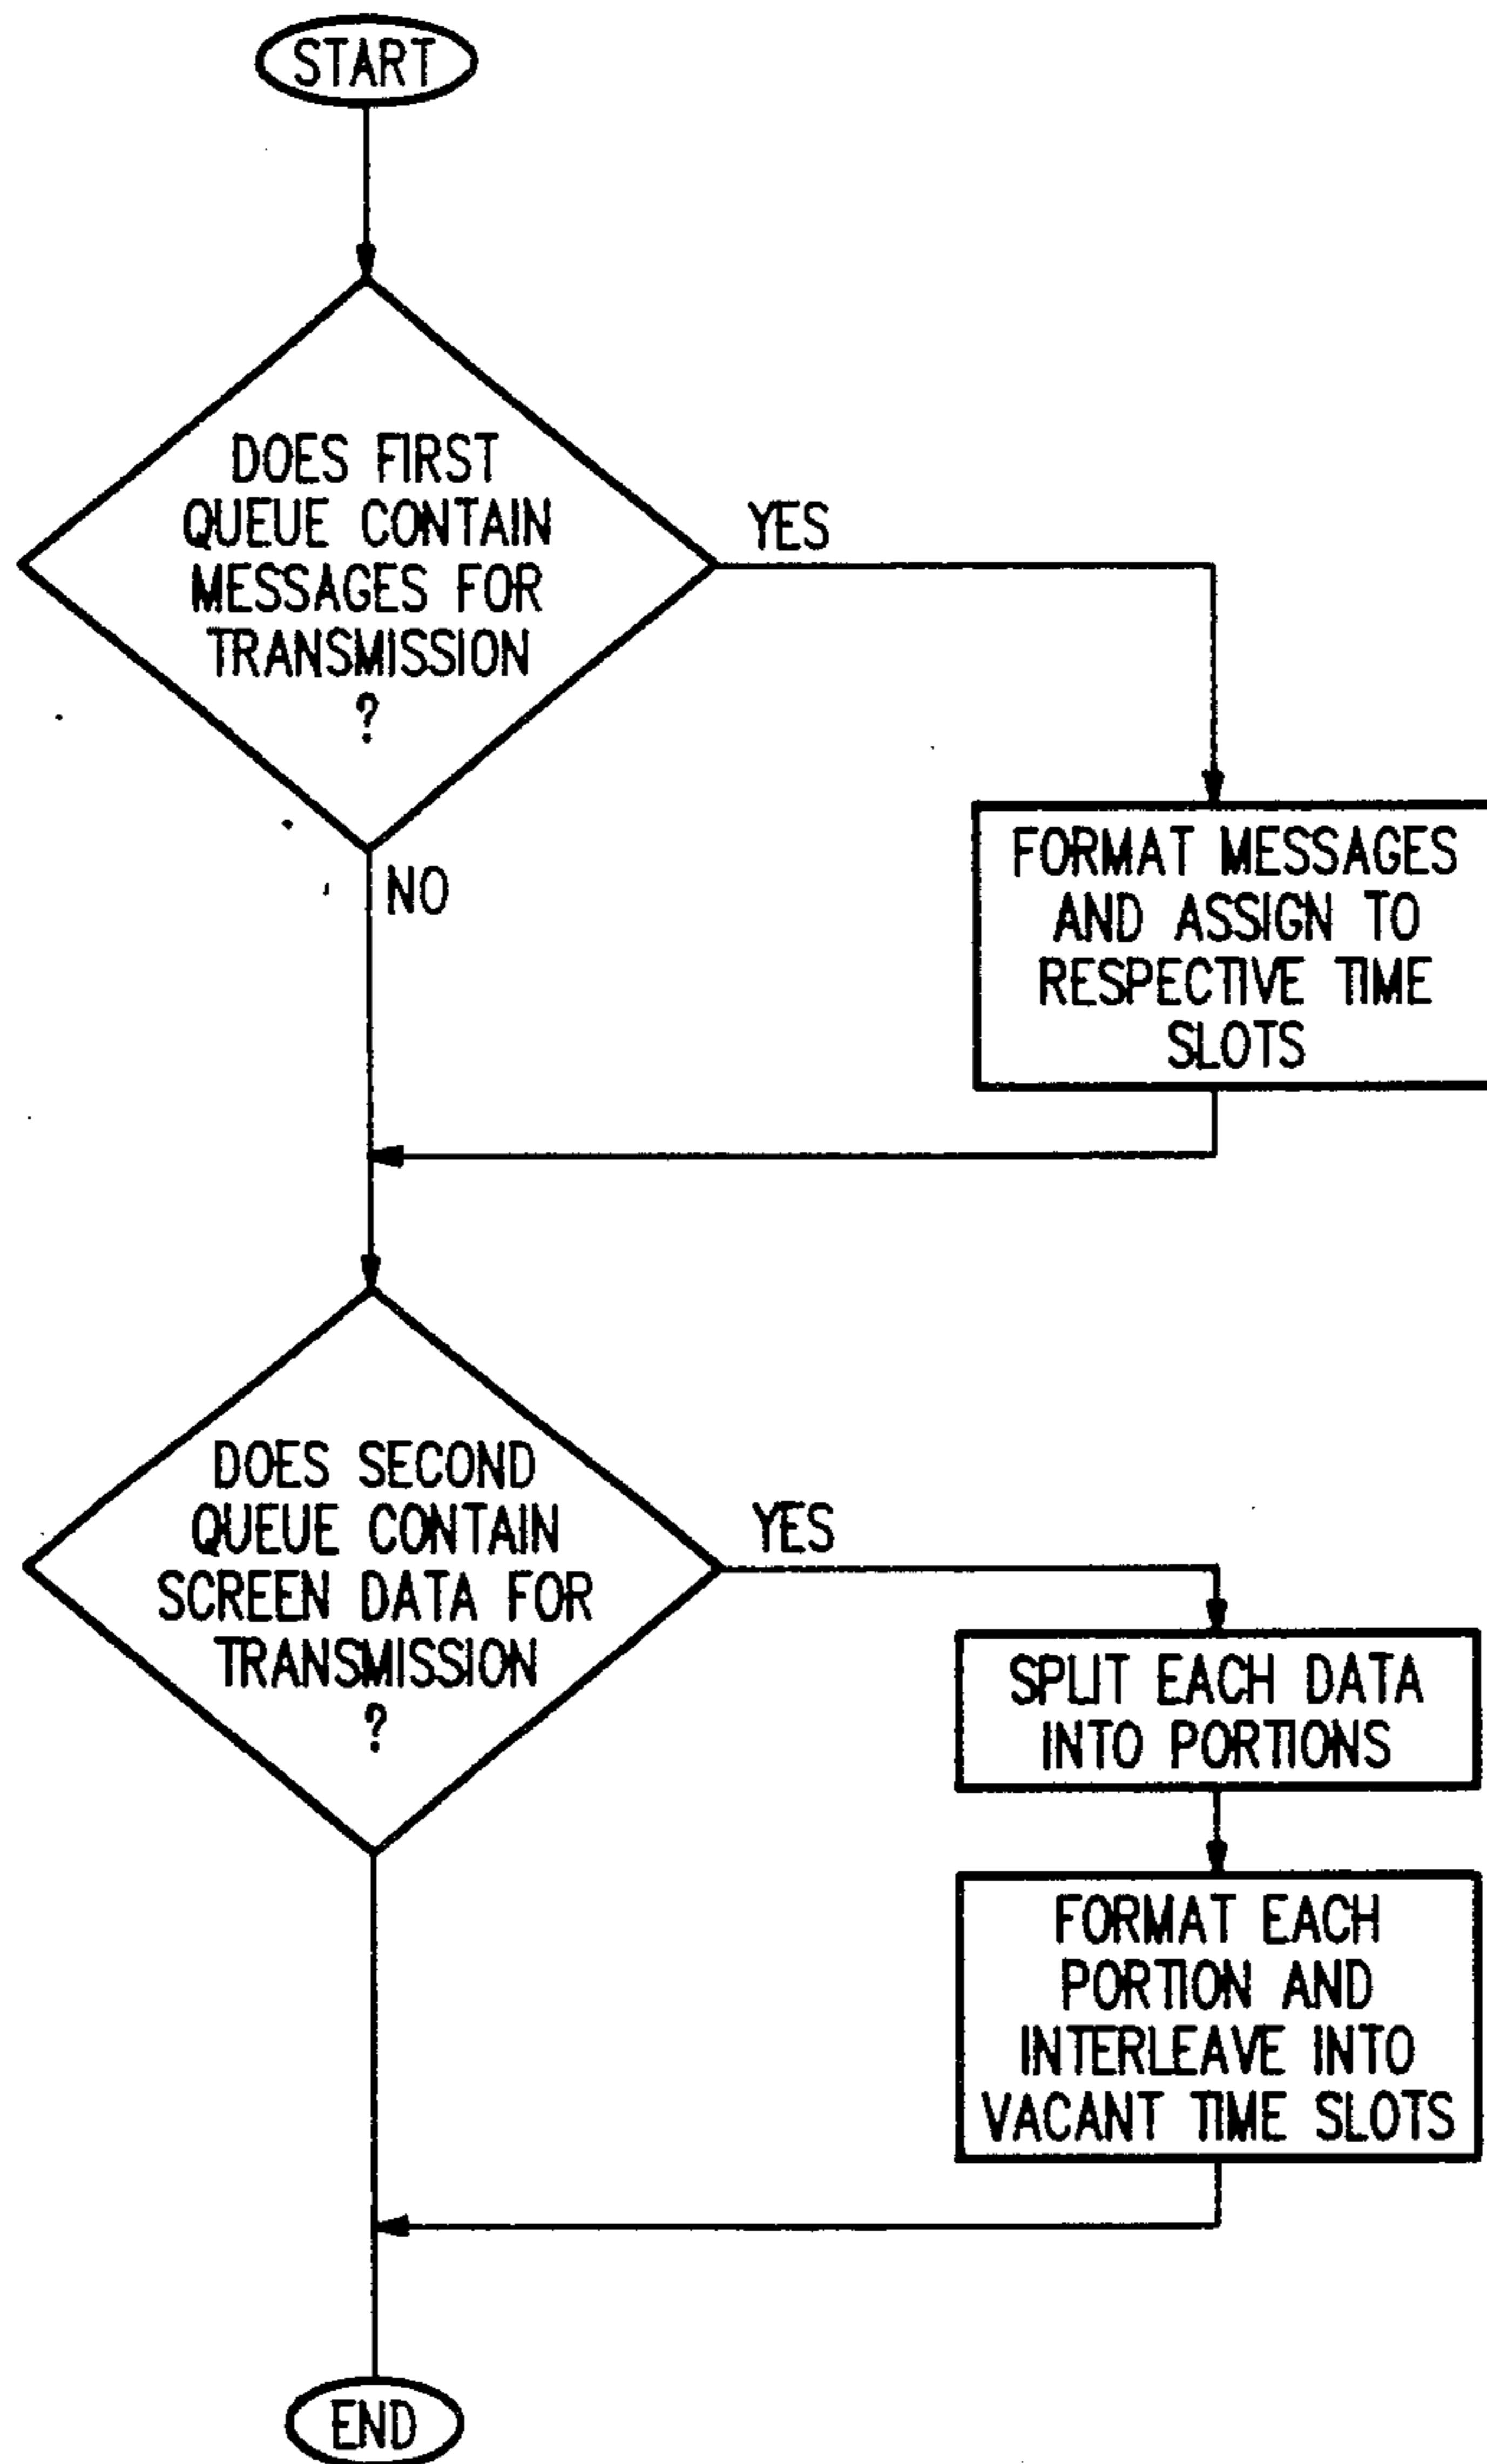 START
DOES FIRST
QUEUE CONTAIN
MESSAGES FOR
TRANSMISSION
?
YES
NO
FORMAT MESSAGES
AND ASSIGN TO
RESPECTIVE TIME
SLOTS
DOES SECOND
QUEUE CONTAIN
SCREEN DATA FOR
TRANSMISSION
?
YES
SPLIT EACH DATA
INTO PORTIONS
FORMAT EACH
PORTION AND
INTERLEAVE INTO
VACANT TIME SLOTS
END